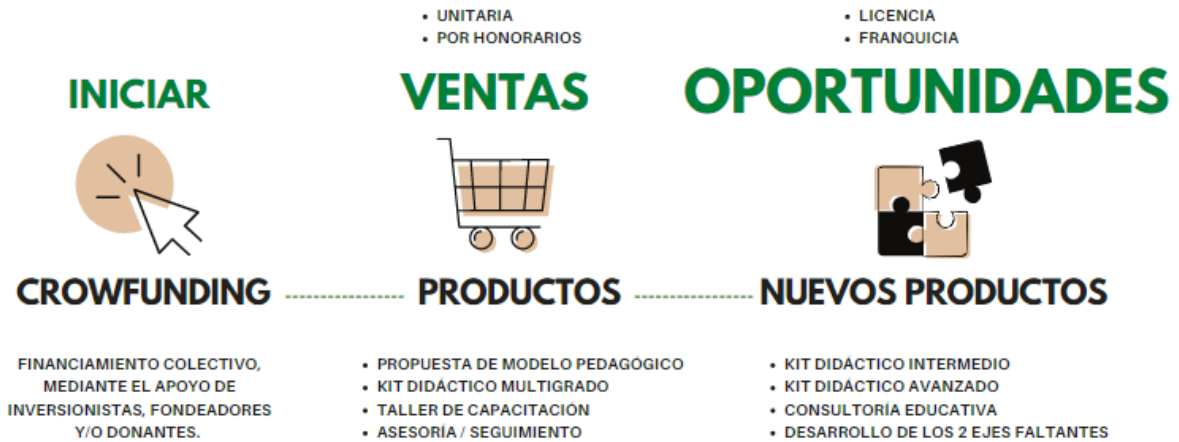 • UNITARIA
• POR HONORARIOS
• LICENCIA
• FRANQUICIA
INICIAR
VENTAS
OPORTUNIDADES
CROWFUNDING
PRODUCTOS
NUEVOS PRODUCTOS
FINANCIAMIENTO COLECTIVO,
MEDIANTE EL APOYO DE
INVERSIONISTAS, FONDEADORES
Y/O DONANTES.
• PROPUESTA DE MODELO PEDAGÓGICO
• KIT DIDÁCTICO MULTIGRADO
• TALLER DE CAPACITACIÓN
• ASESORÍA / SEGUIMIENTO
• KIT DIDÁCTICO INTERMEDIO
• KIT DIDÁCTICO AVANZADO
• CONSULTORÍA EDUCATIVA
• DESARROLLO DE LOS 2 EJES FALTANTES